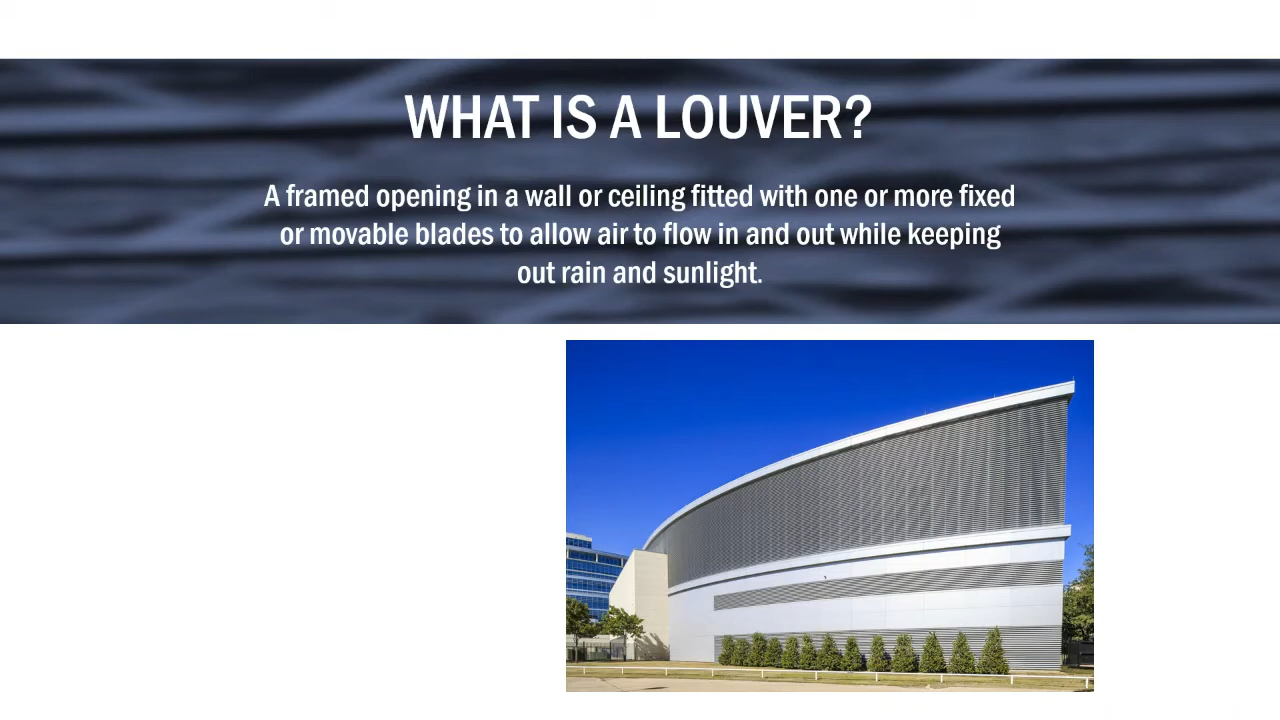 WHAT IS A LOUVER?
A framed opening in a wall or ceiling fitted with one or more fixed
or movable blades to allow air to flow in and out while keeping
out rain and sunlight.